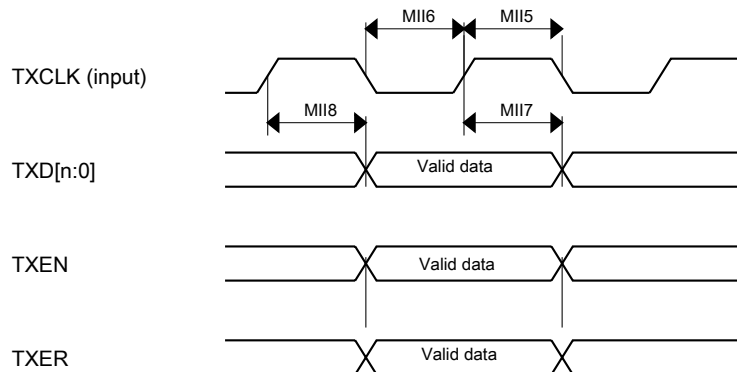 MII6 MII5
TXCLK (input)
MII8 MII7
TXD[n:0] Valid data
TXEN Valid data
TXER Valid data